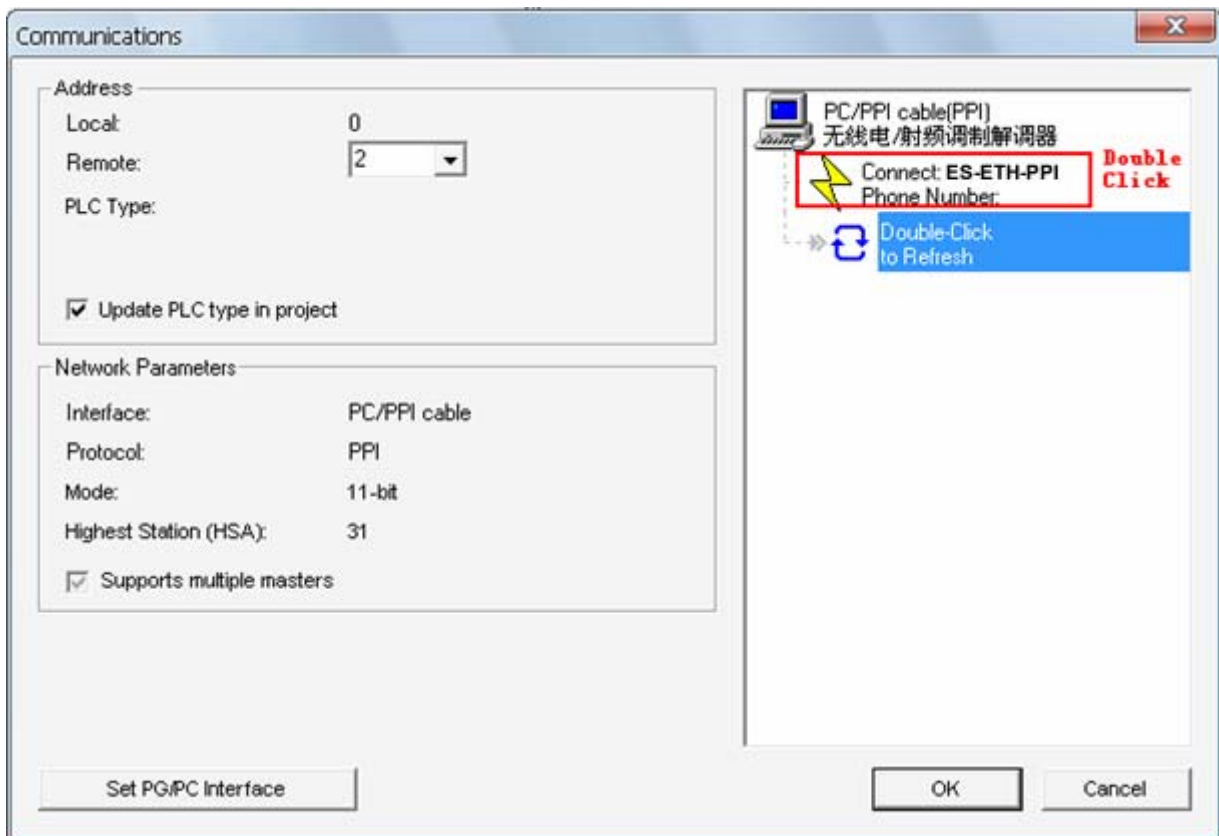 Communications
Address
Local: 0
Remote: 2
PLC Type:
Update PLC type in project
Network Parameters
Interface: PC/PPI cable
Protocol: PPI
Mode: 11-bit
Highest Station (HSA): 31
Supports multiple masters
Set PG/PC Interface
PC/PPI cable(PPI)
无线电/射频调制解调器
Connect: ES-ETH-PPI
Phone Number:
Double
Click
Double-Click
to Refresh
OK
Cancel